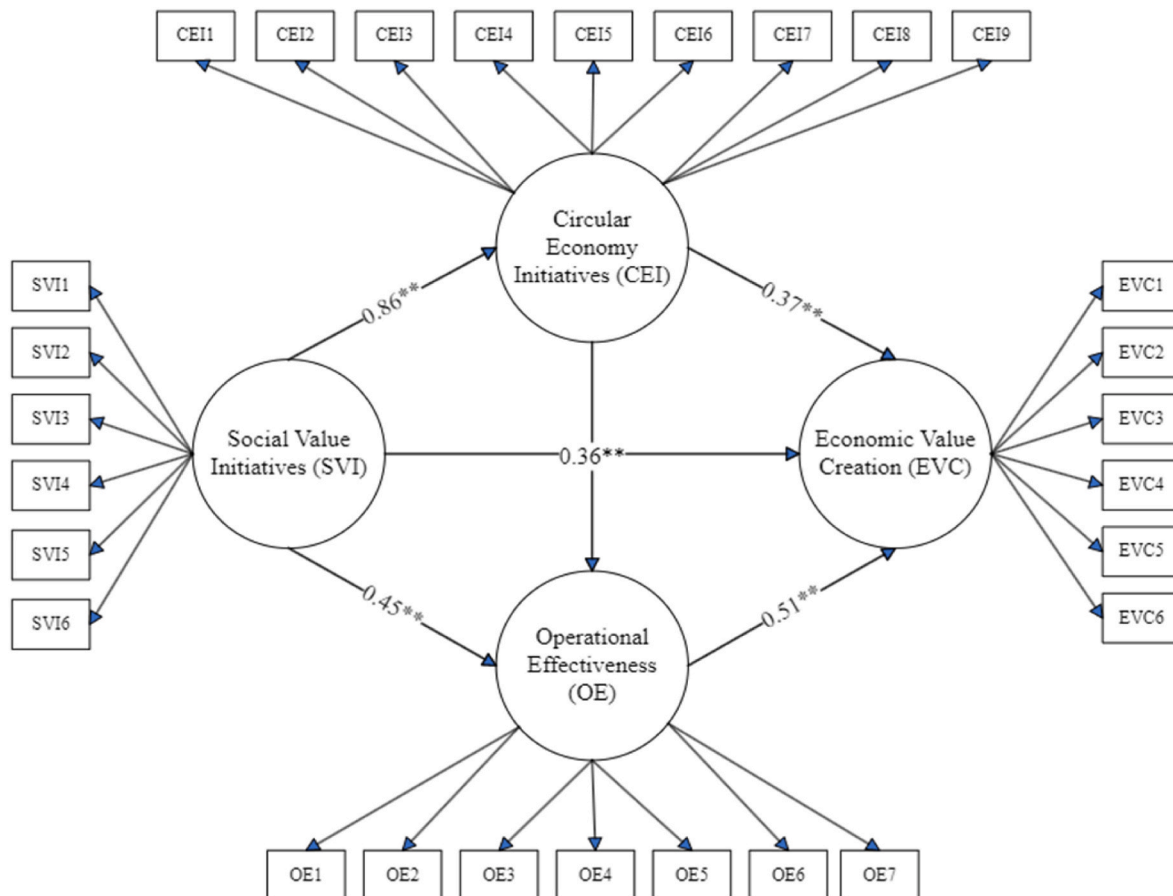 CEI1
CEI2
CEI3
CEI4
CEI5
CEI6
CEI7
CEI8
CEI9
Circular
Economy
Initiatives (CEI)
0.86**
0.37**
SVI1
SVI2
SVI3
SVI4
SVI5
SVI6
Social Value
Initiatives (SVI)
0.36**
Economic Value
Creation (EVC)
EVC1
EVC2
EVC3
EVC4
EVC5
EVC6
0.45**
0.51**
Operational
Effectiveness
(OE)
OE1
OE2
OE3
OE4
OE5
OE6
OE7